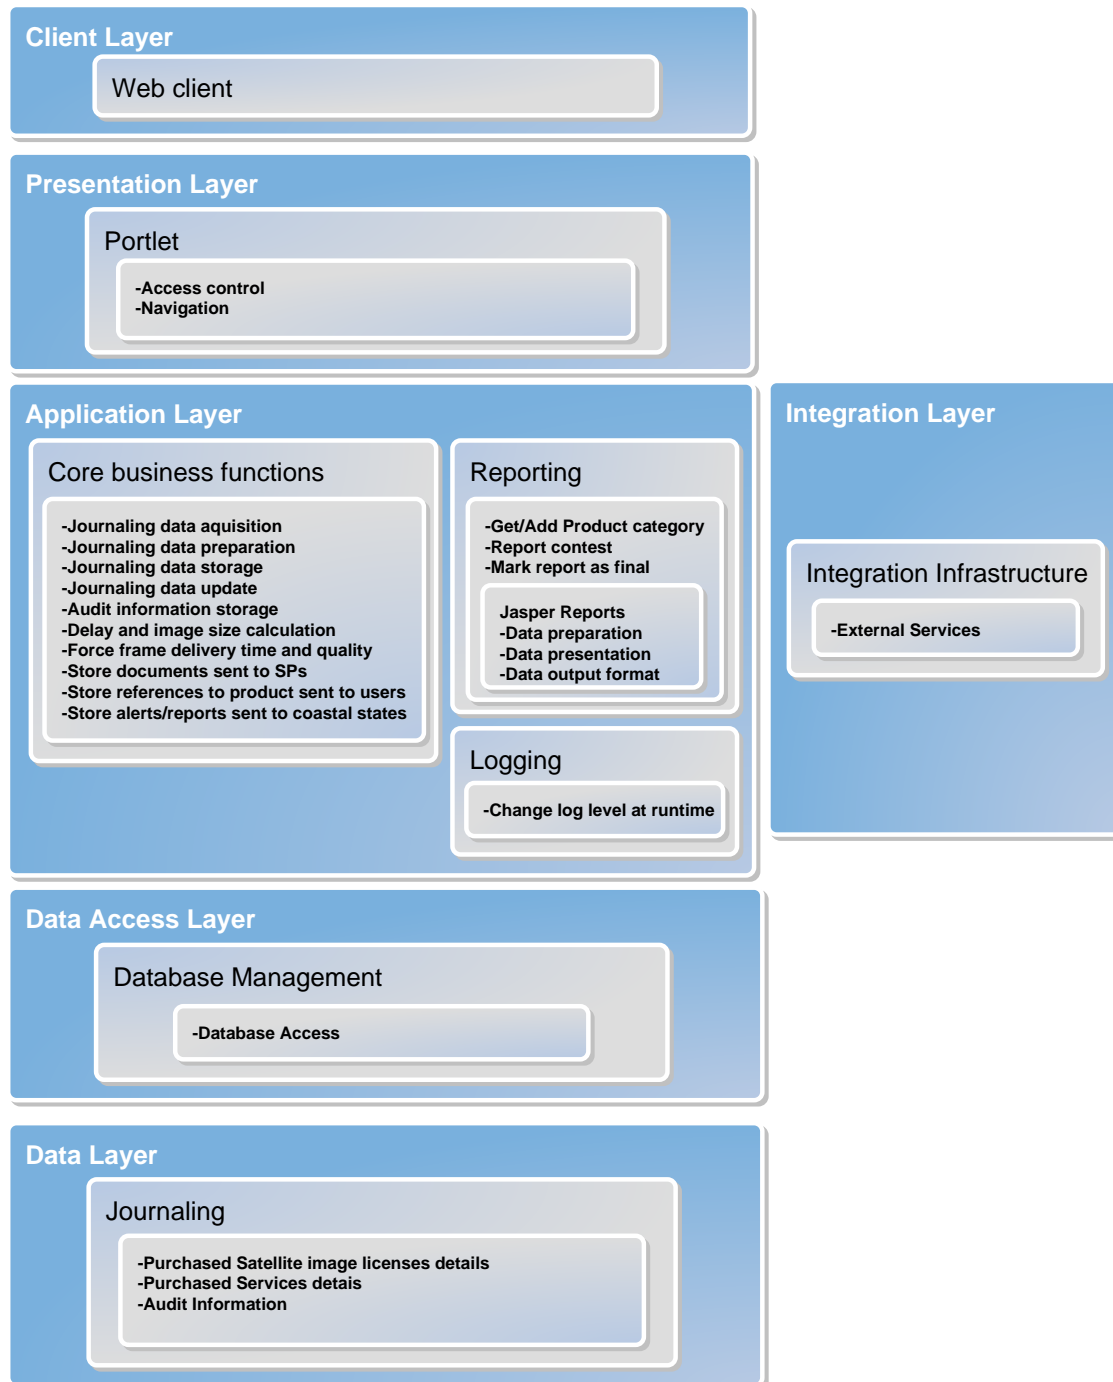 Client Layer
Web client
Presentation Layer
Portlet
-Access control
-Navigation
Application Layer
Core business functions
-Journaling data aquisition
-Journaling data preparation
-Journaling data storage
-Journaling data update
-Audit information storage
-Delay and image size calculation
-Force frame delivery time and quality
-Store documents sent to SPs
-Store references to product sent to users
-Store alerts/reports sent to coastal states
Reporting
-Get/Add Product category
-Report contest
-Mark report as final
Jasper Reports
-Data preparation
-Data presentation
-Data output format
Logging
-Change log level at runtime
Integration Layer
Integration Infrastructure
-External Services
Data Access Layer
Database Management
-Database Access
Data Layer
Journaling
-Purchased Satellite image licenses details
-Purchased Services detais
-Audit Information